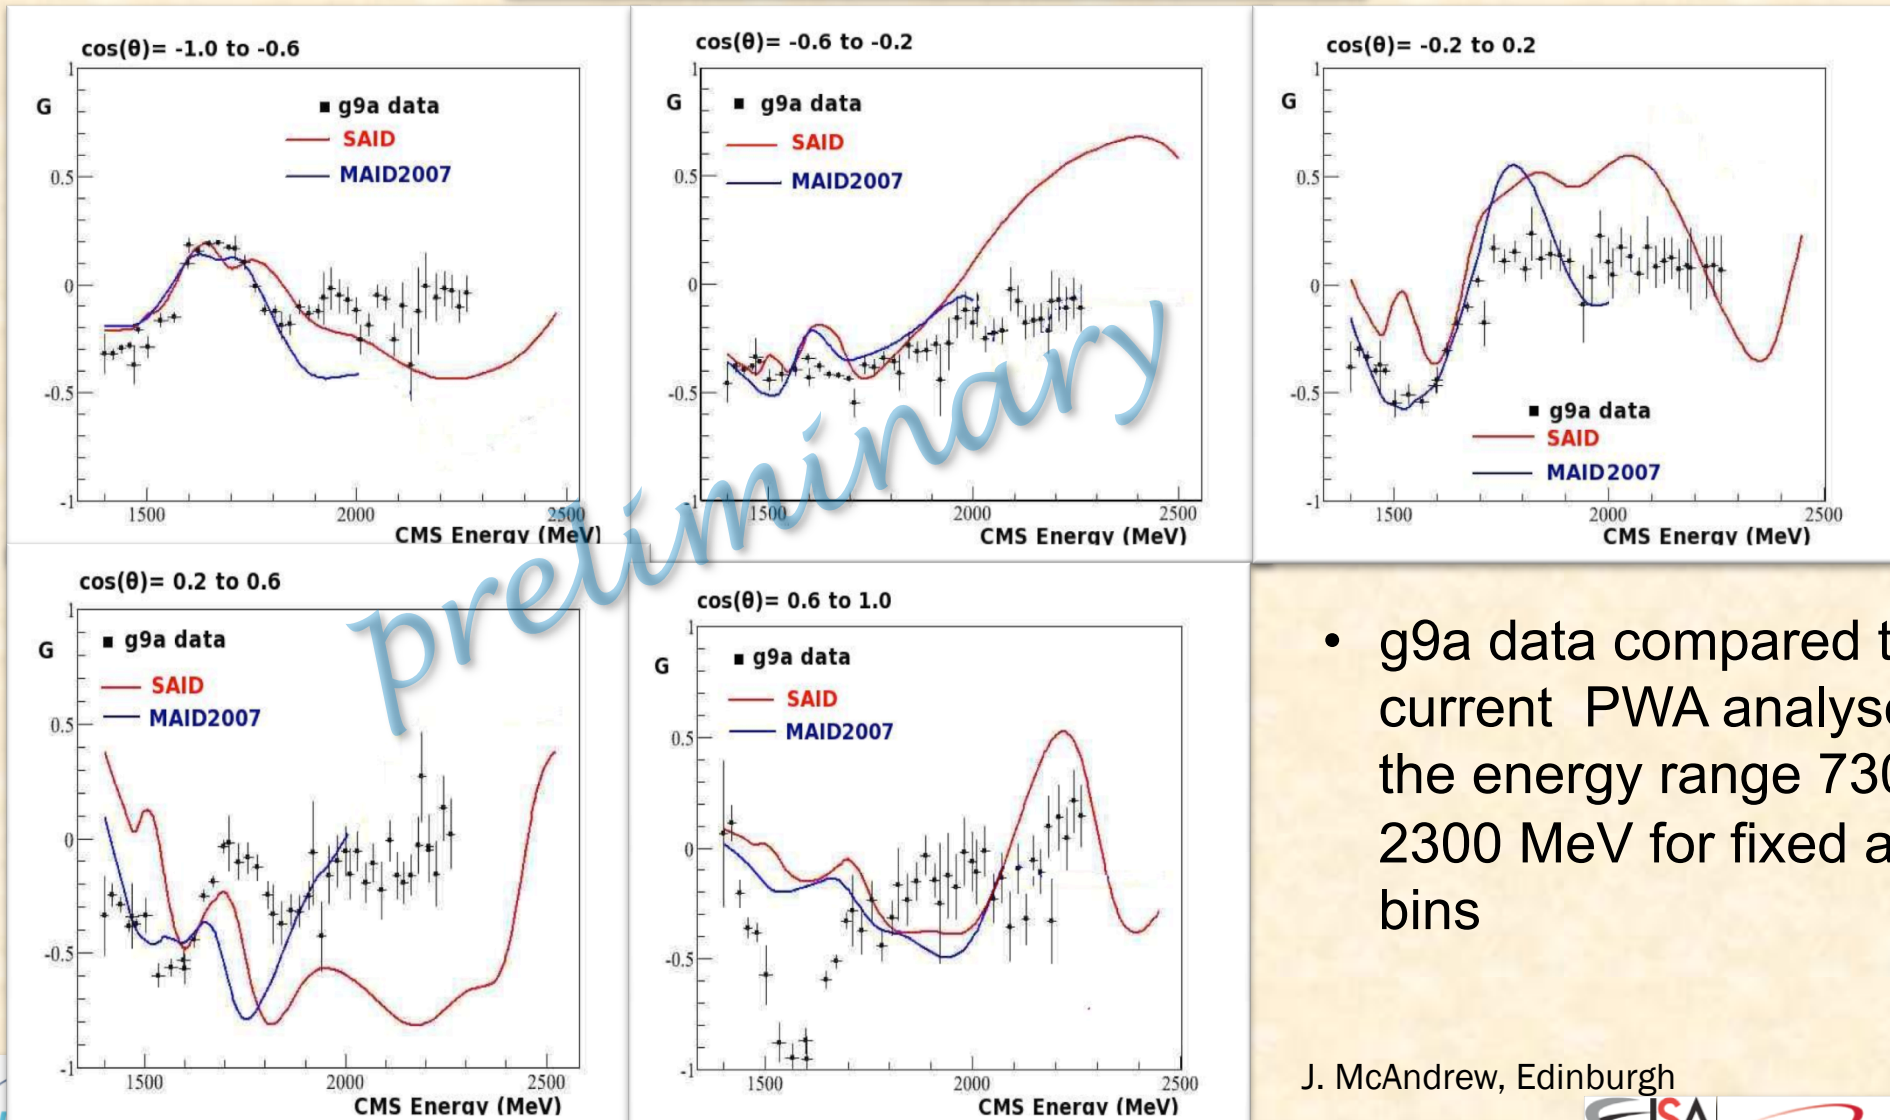 cos(θ)= -1.0 to -0.6
1
G
g9a data
SAID
MAID2007
0.5
0
-0.5
-1
1500
2000
2500
CMS Energy (MeV)
cos(θ)= -0.6 to -0.2
1
G
g9a data
SAID
MAID2007
0.5
0
-0.5
-1
1500
2000
2500
CMS Energy (MeV)
cos(θ)= -0.2 to 0.2
1
G
0.5
0
-0.5
g9a data
SAID
MAID2007
-1
1500
2000
2500
CMS Energy (MeV)
preliminary
cos(θ)= 0.2 to 0.6
1
G
g9a data
SAID
MAID2007
0.5
0
-0.5
-1
1500
2000
2500
CMS Energy (MeV)
cos(θ)= 0.6 to 1.0
1
G
g9a data
SAID
MAID2007
0.5
0
-0.5
-1
1500
2000
2500
CMS Energy (MeV)
• g9a data compared t
current PWA analys
the energy range 730
2300 MeV for fixed a
bins
J. McAndrew, Edinburgh